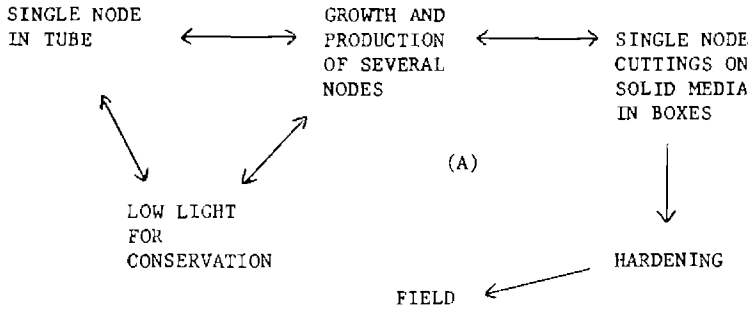 SINGLE NODE
IN TUBE
GROWTH AND
PRODUCTION
OF SEVERAL
NODES
SINGLE NODE
CUTTINGS ON
SOLID MEDIA
IN BOXES
(A)
LOW LIGHT
FOR
CONSERVATION
HARDENING
FIELD